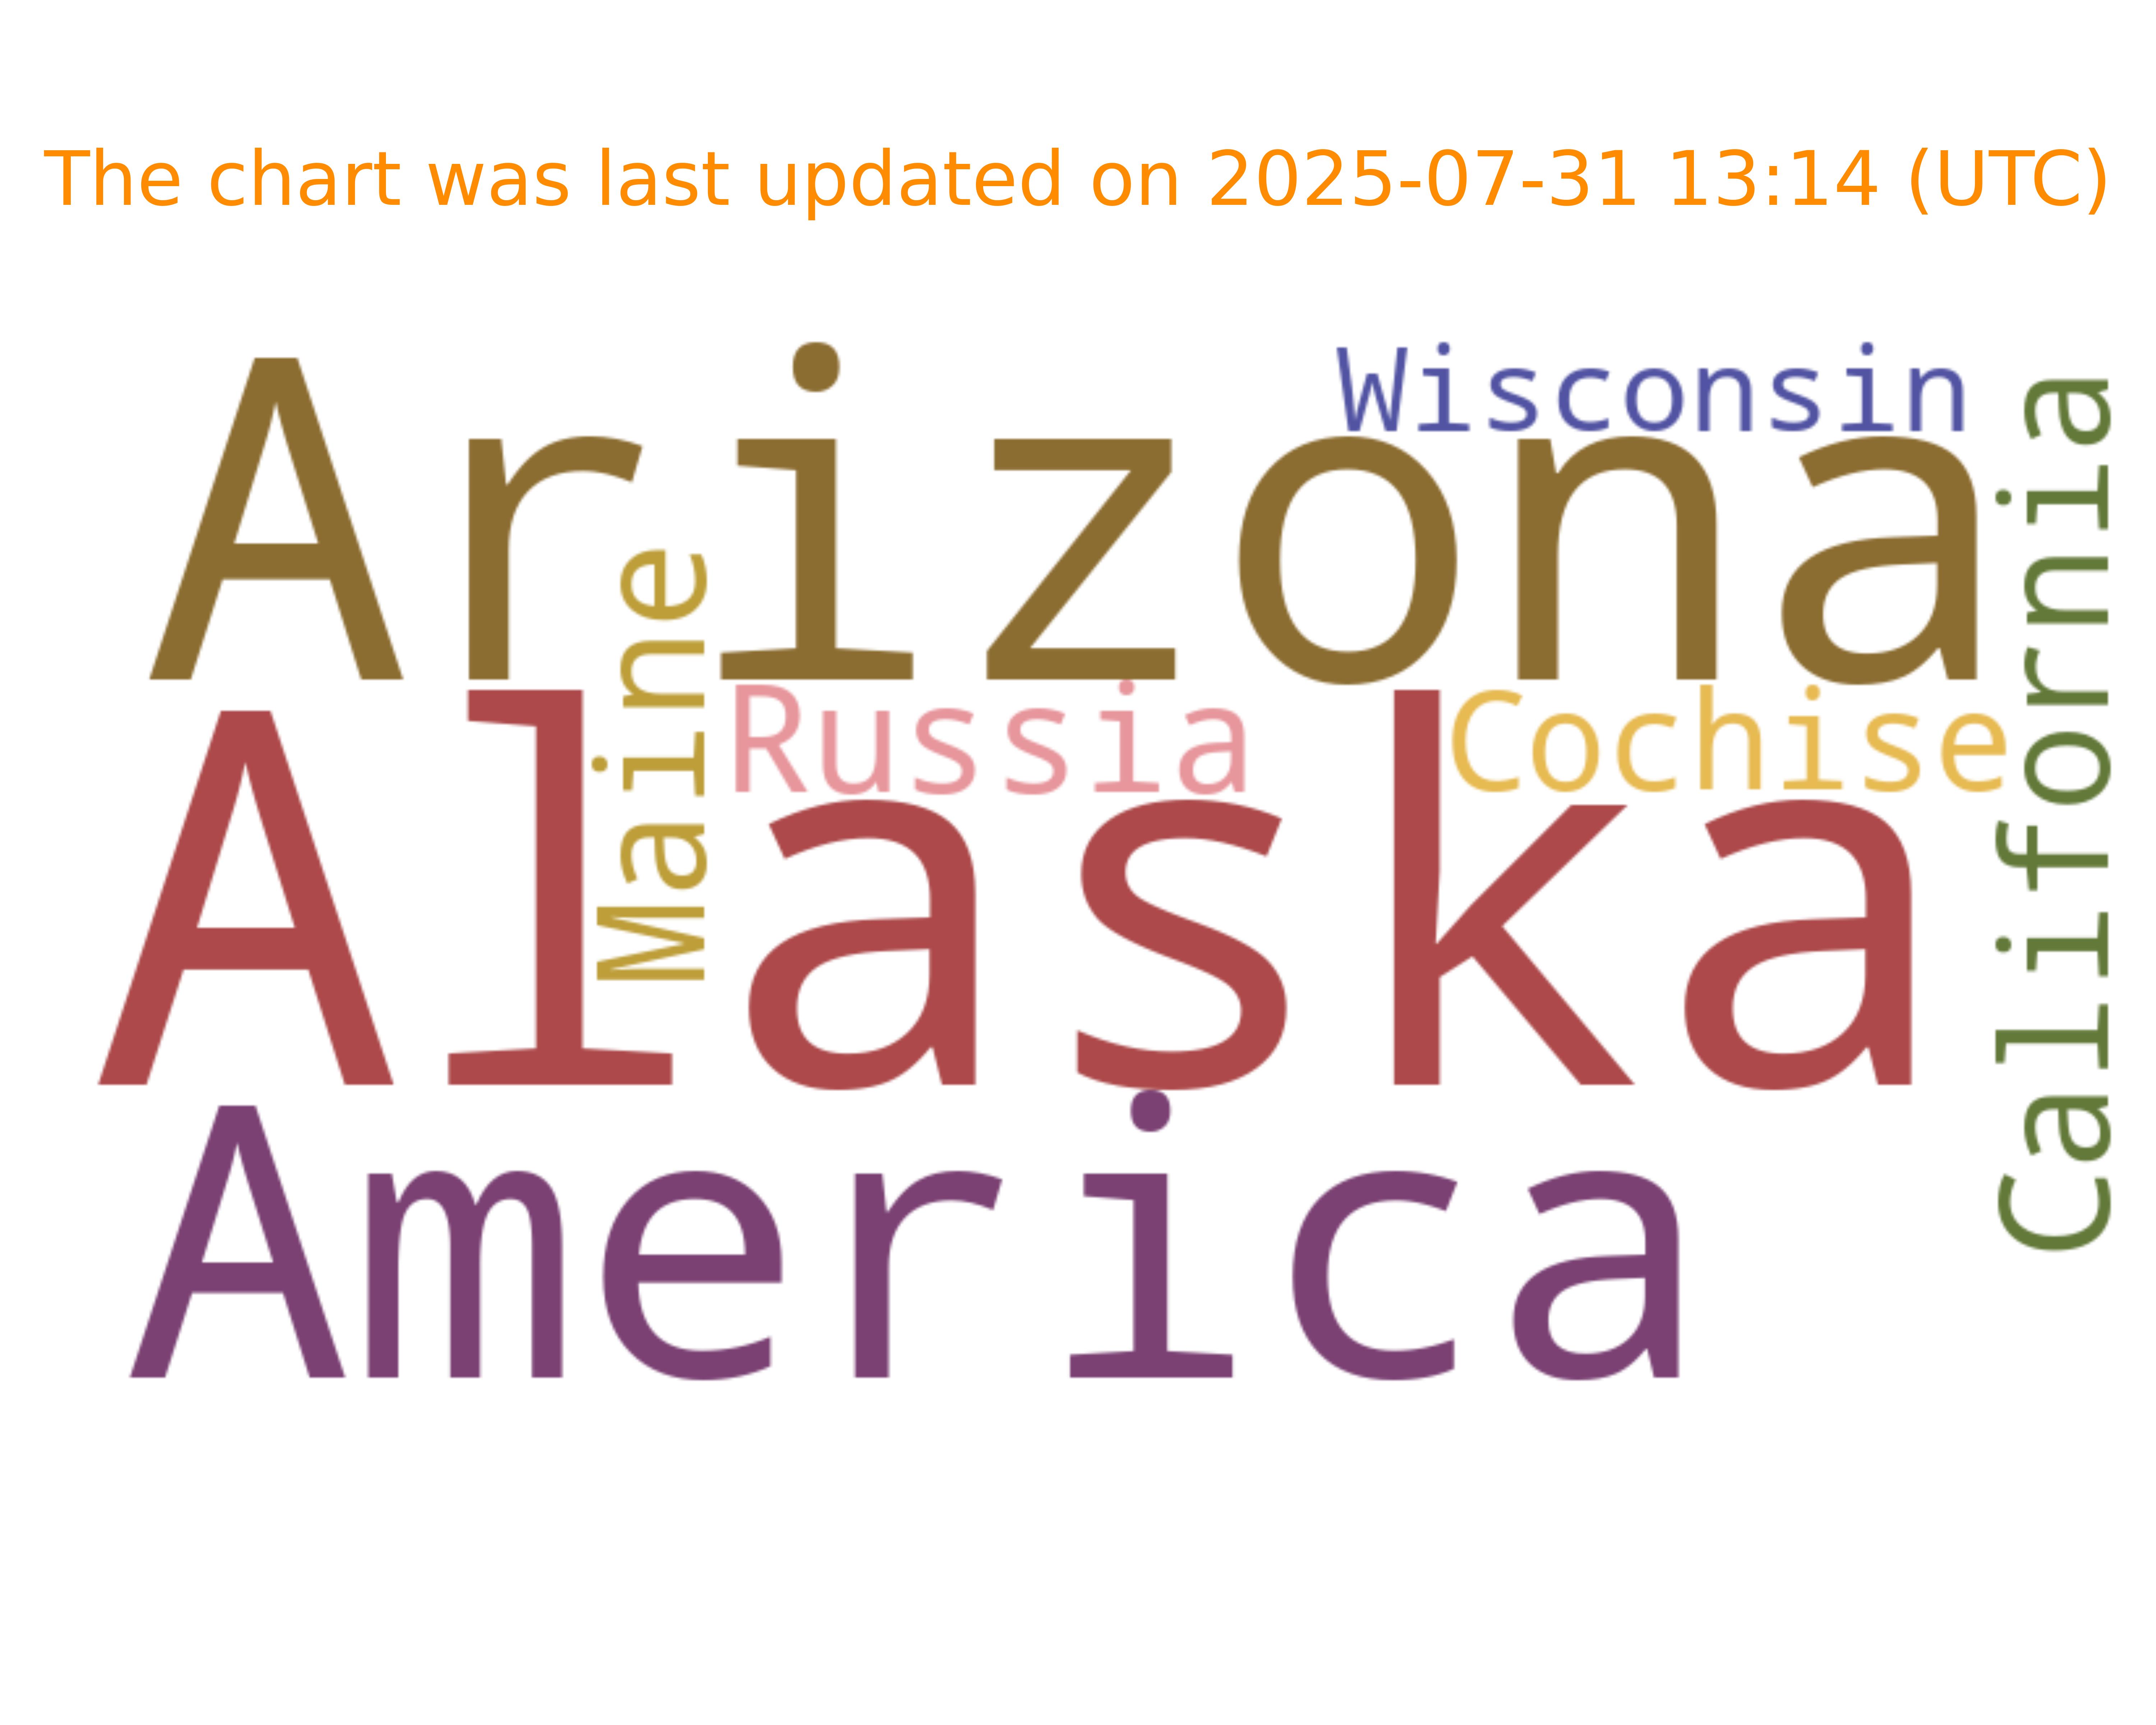 The chart was last updated on 2025-07-31 13:14 (UTC)
Wisconsin
Arizona
California
Maine
Russia
Cochise
Alaska
America